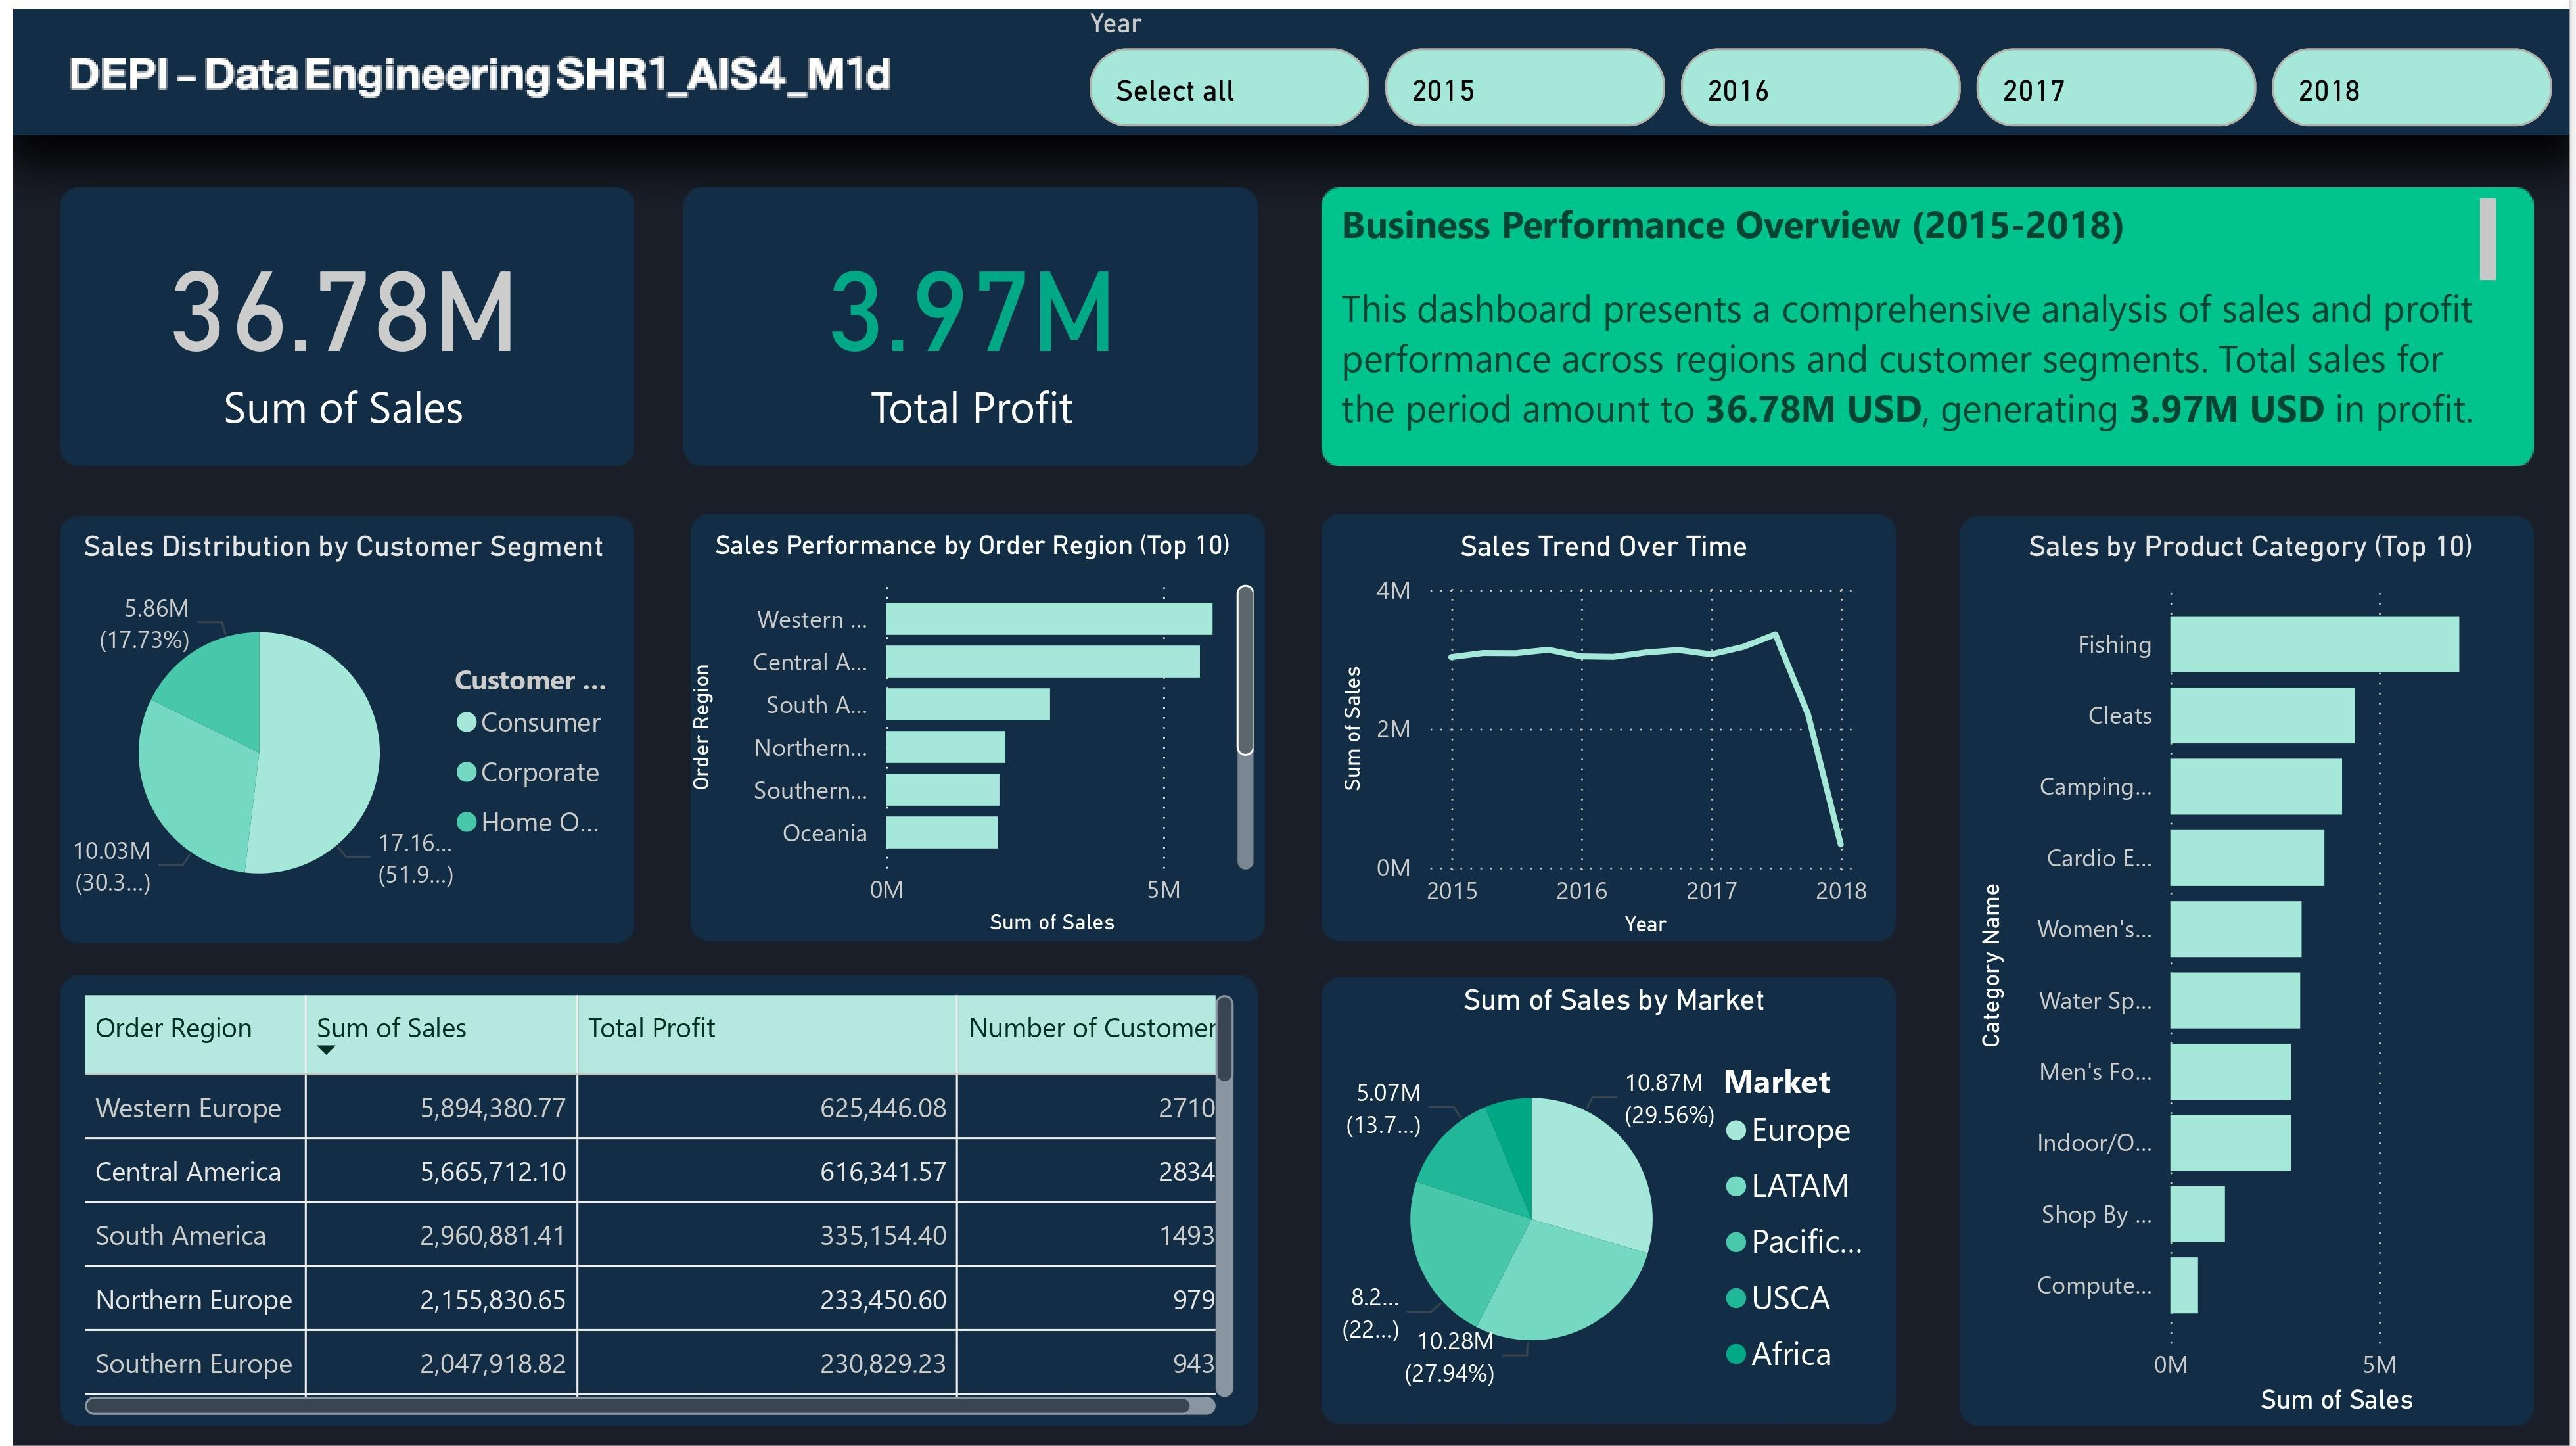 Year
DEPI – Data Engineering SHR1_AIS4_M1d
Select all
2015
2016
2017
2018
36.78M
Sum of Sales
3.97M
Total Profit
Business Performance Overview (2015-2018)
This dashboard presents a comprehensive analysis of sales and profit
performance across regions and customer segments. Total sales for
the period amount to 36.78M USD, generating 3.97M USD in profit.
Sales Distribution by Customer Segment
5.86M
(17.73%)
10.03M
(30.3...)
17.16...
(51.9...)
Customer ...
Consumer
Corporate
Home O...
Sales Performance by Order Region (Top 10)
Order Region
Western ...
Central A...
South A...
Northern...
Southern...
Oceania
0M
5M
Sum of Sales
Sales Trend Over Time
Sum of Sales
4M
2M
0M
2015
2016
2017
2018
Year
Sales by Product Category (Top 10)
Category Name
Fishing
Cleats
Camping...
Cardio E...
Women's...
Water Sp...
Men's Fo...
Indoor/O...
Shop By ...
Compute...
0M
5M
Sum of Sales
Order Region Sum of Sales Total Profit Number of Customer
Western Europe 5,894,380.77 625,446.08 2710
Central America 5,665,712.10 616,341.57 2834
South America 2,960,881.41 335,154.40 1493
Northern Europe 2,155,830.65 233,450.60 979
Southern Europe 2,047,918.82 230,829.23 943
Sum of Sales by Market
5.07M
(13.7...)
10.87M
(29.56%)
8.2...
(22...)
10.28M
(27.94%)
Market
Europe
LATAM
Pacific...
USCA
Africa